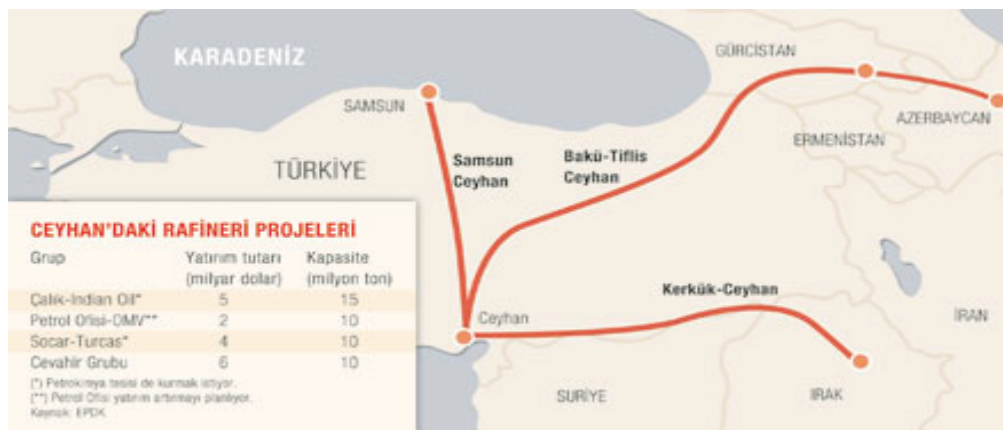 KARADENİZ
GÜRCİSTAN
SAMSUN
AZERBAYCAN
ERMENİSTAN
TÜRKİYE
Samsun
Ceyhan
Bakü-Tiflis
Ceyhan
CEYHAN"DAKİ RAFİNERİ PROJELERİ
Grup Yatırım tutarı Kapasite
(milyar dolar) (milyon ton)
Çalık-Indian Oil* 5 15
Petrol Ofisi-OMV** 2 10
Socar-Turcas* 4 10
Cevahir Grubu 6 10
(*) Petrokimya tesisi de kurmak istiyor.
(**) Petrol Ofisi yatırım artırmayı planlıyor.
Kaynak: EPDK
Ceyhan
Kerkük-Ceyhan
İRAN
SURİYE
IRAK